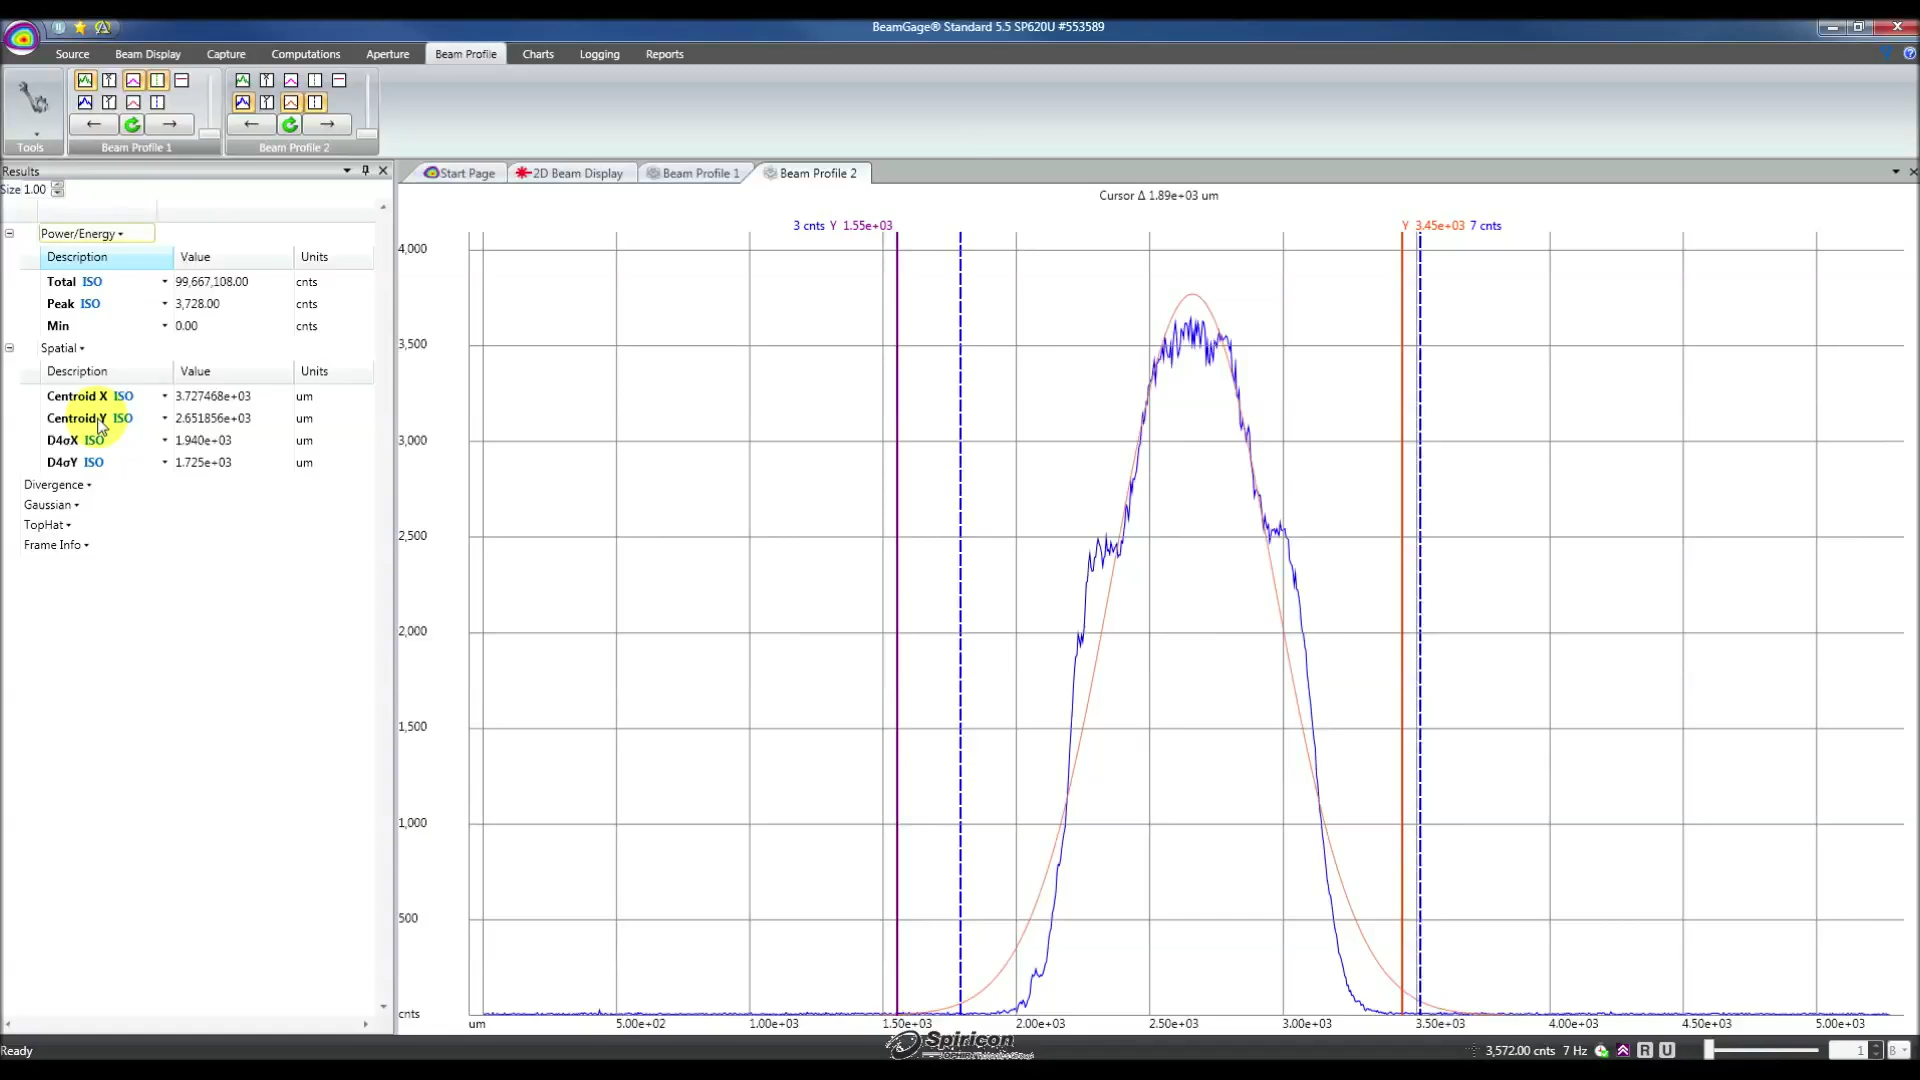 BeamGage® Standard 5.5 SP620U #553589
Source Beam Display Capture Computations Aperture Beam Profile Charts Logging Reports
Tools Beam Profile 1 Beam Profile 2
Results
Size 1.00
Start Page 2D Beam Display Beam Profile 1 Beam Profile 2
Cursor Δ 1.89e+03 um
3 cnts Y 1.55e+03 Y 3.45e+03 7 cnts
Power/Energy
Description Value Units
Total ISO 99,667,108.00 cnts
Peak ISO 3,728.00 cnts
Min 0.00 cnts
Spatial
Description Value Units
Centroid X ISO 3.727468e+03 um
Centroid Y ISO 2.651856e+03 um
D4σX ISO 1.940e+03 um
D4σY ISO 1.725e+03 um
Divergence
Gaussian
TopHat
Frame Info
4,000
3,500
3,000
2,500
2,000
1,500
1,000
500
cnts
um 5.00e+02 1.00e+03 1.50e+03 2.00e+03 2.50e+03 3.00e+03 3.50e+03 4.00e+03 4.50e+03 5.00e+03
Spiricon
Ready 3,572.00 cnts 7 Hz R U 1 B